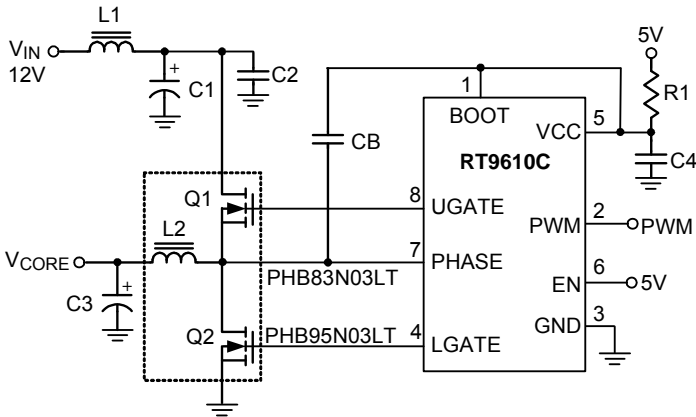 L1
VIN
12V
C1
+
C2
5V
R1
1
BOOT
5
VCC
CB
RT9610C
C4
Q1
8
UGATE
L2
PWM
2
PWM
VCORE
7
PHASE
PHB83N03LT
6
EN
5V
C3
+
Q2
PHB95N03LT
4
LGATE
3
GND